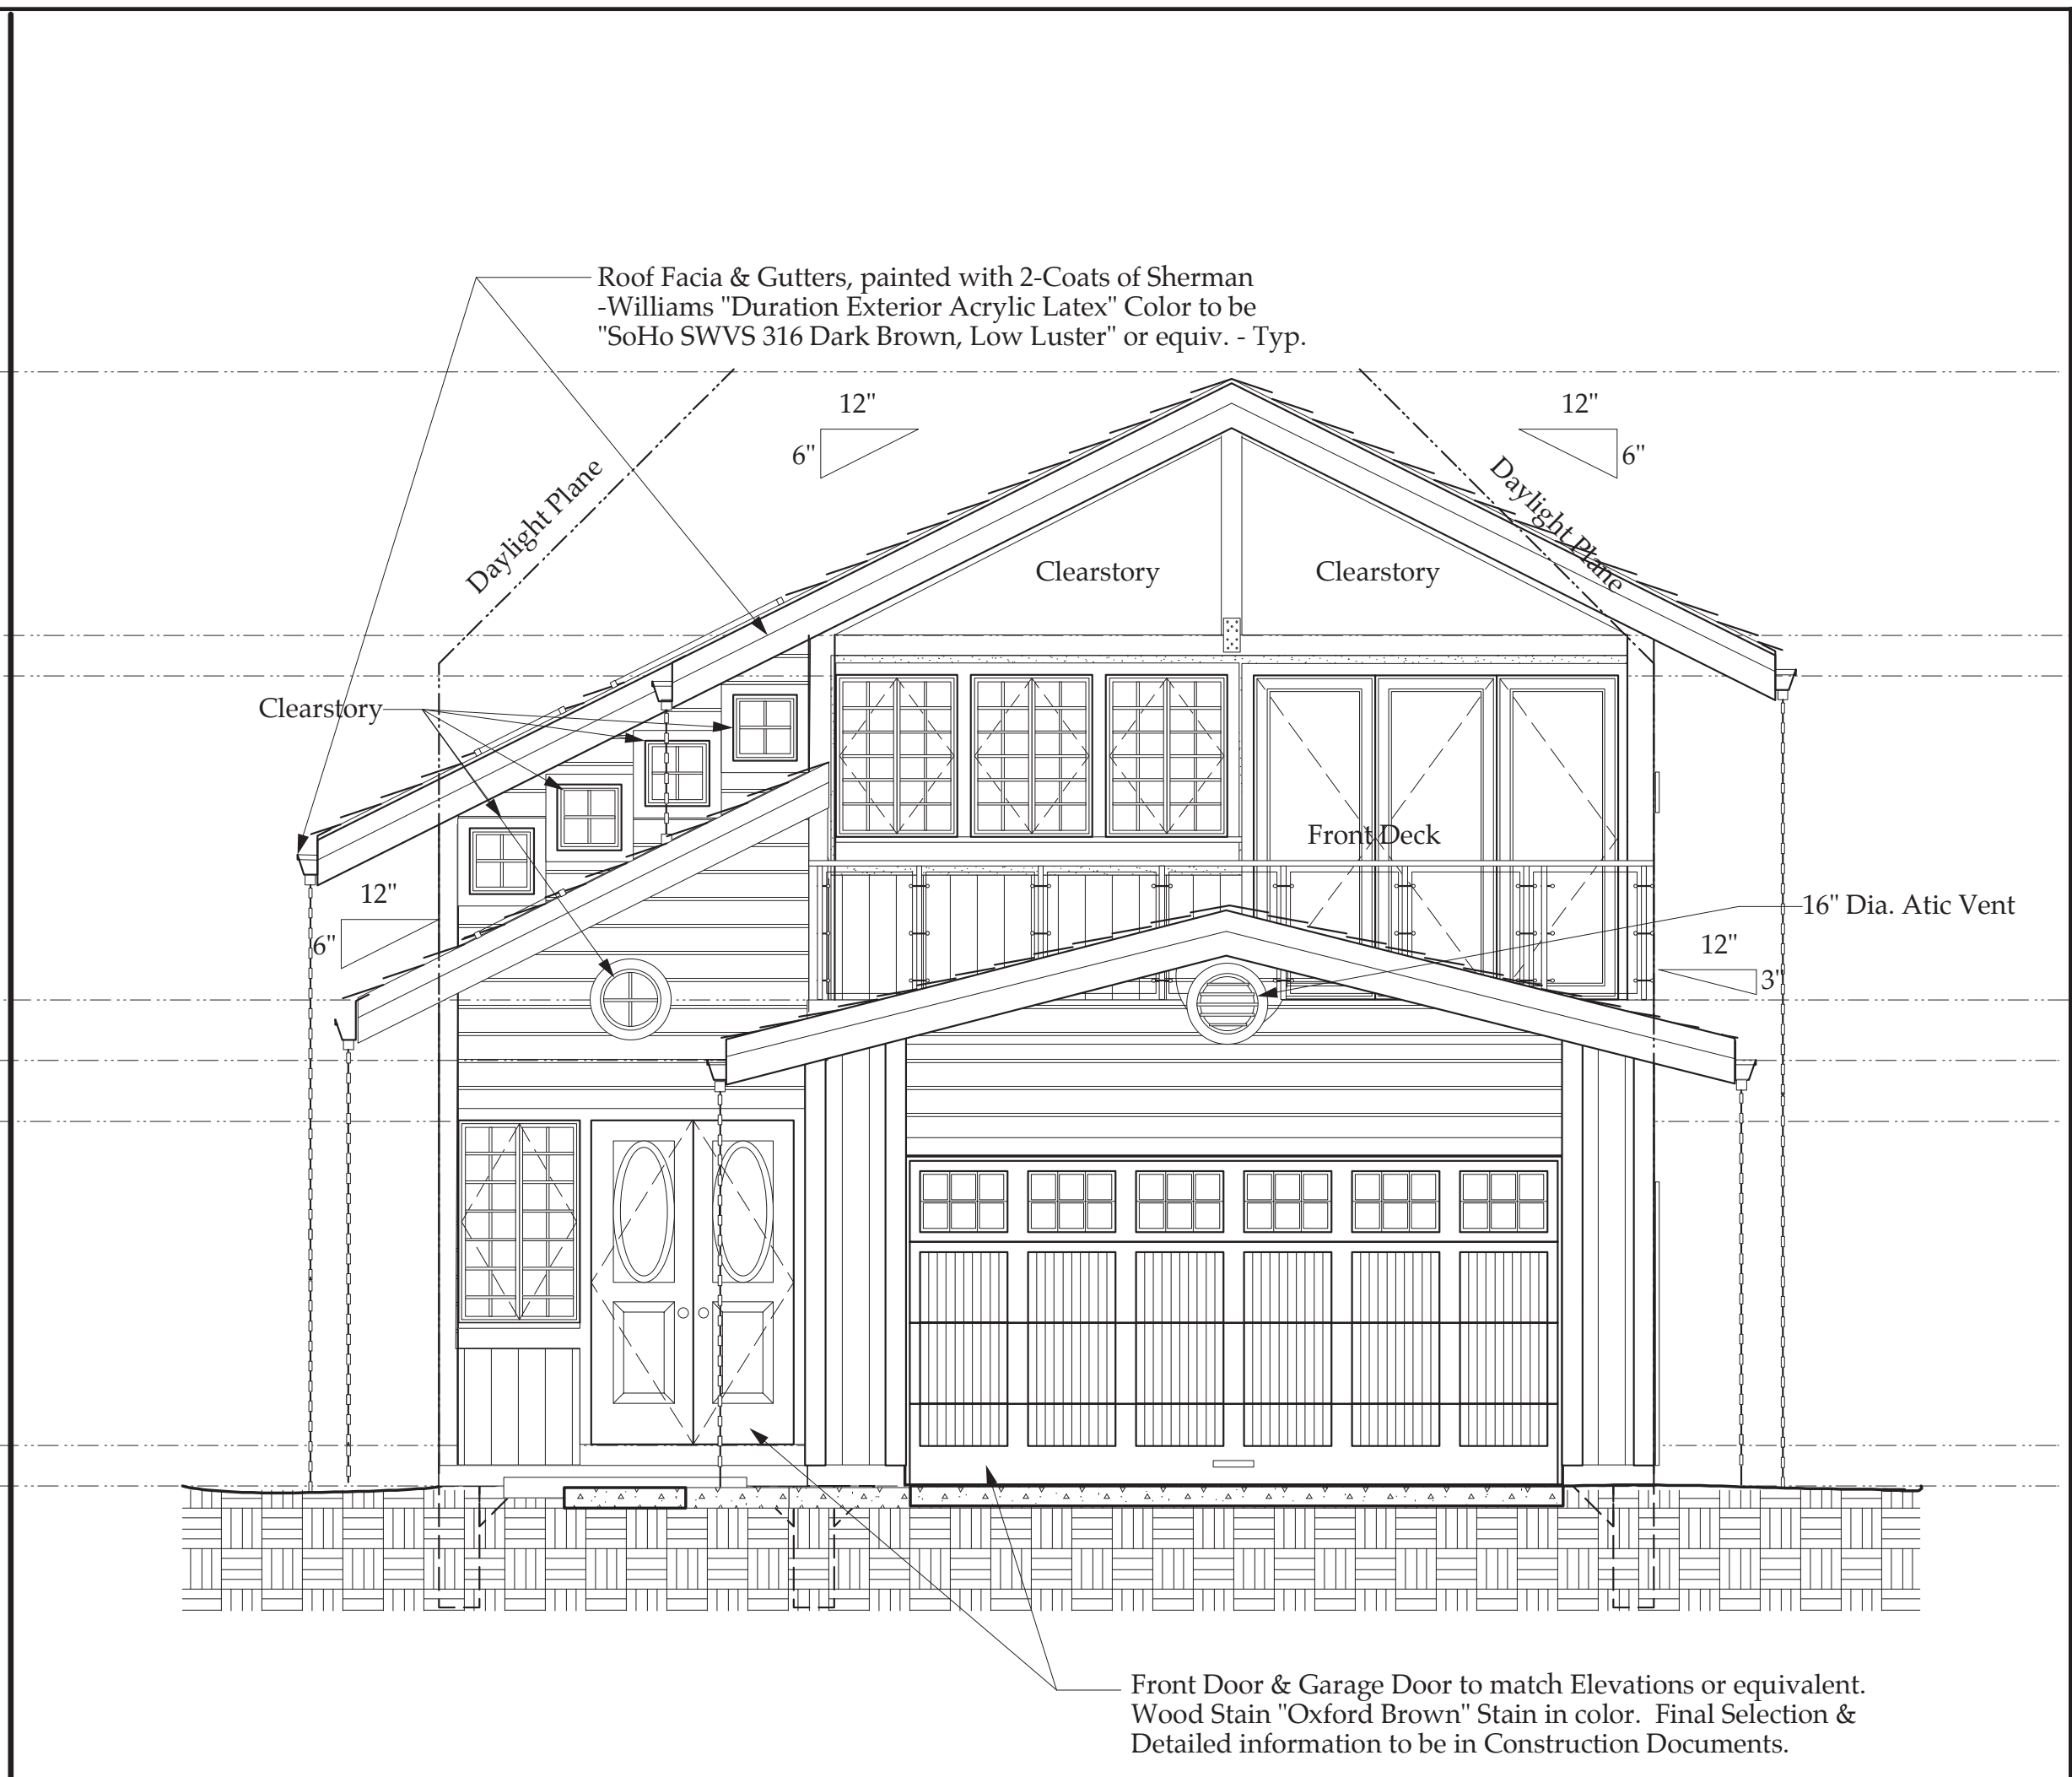 Roof Facia & Gutters, painted with 2-Coats of Sherman
-Williams "Duration Exterior Acrylic Latex" Color to be
"SoHo SWVS 316 Dark Brown, Low Luster" or equiv. - Typ.
12"
6"
12"
6"
Daylight Plane
Daylight Plane
Clearstory
Clearstory
Clearstory
Front Deck
12"
6"
16" Dia. Atic Vent
12"
3"
Front Door & Garage Door to match Elevations or equivalent.
Wood Stain "Oxford Brown" Stain in color. Final Selection &
Detailed information to be in Construction Documents.